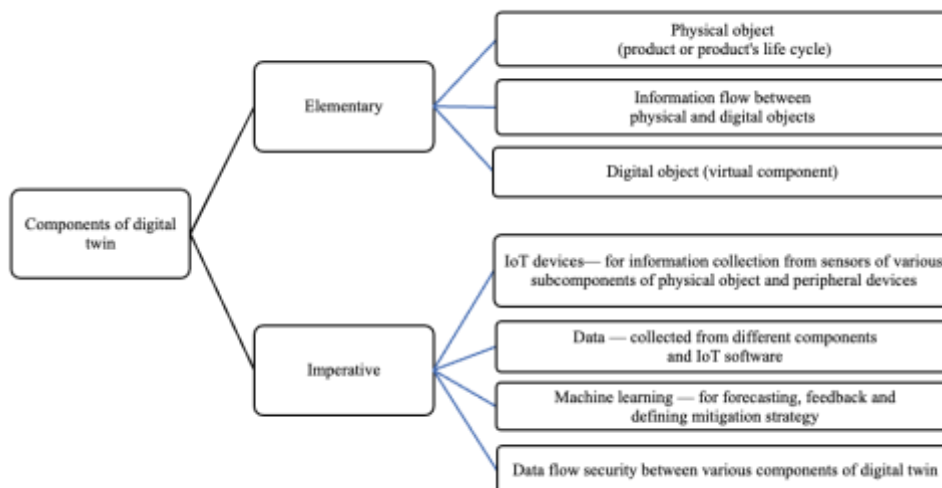 Physical object
(product or product's life cycle)
Elementary
Information flow between
physical and digital objects
Digital object (virtual component)
Components of digital
twin
IoT devices— for information collection from sensors of various
subcomponents of physical object and peripheral devices
Data — collected from different components
and IoT software
Imperative
Machine learning — for forecasting, feedback and
defining mitigation strategy
Data flow security between various components of digital twin